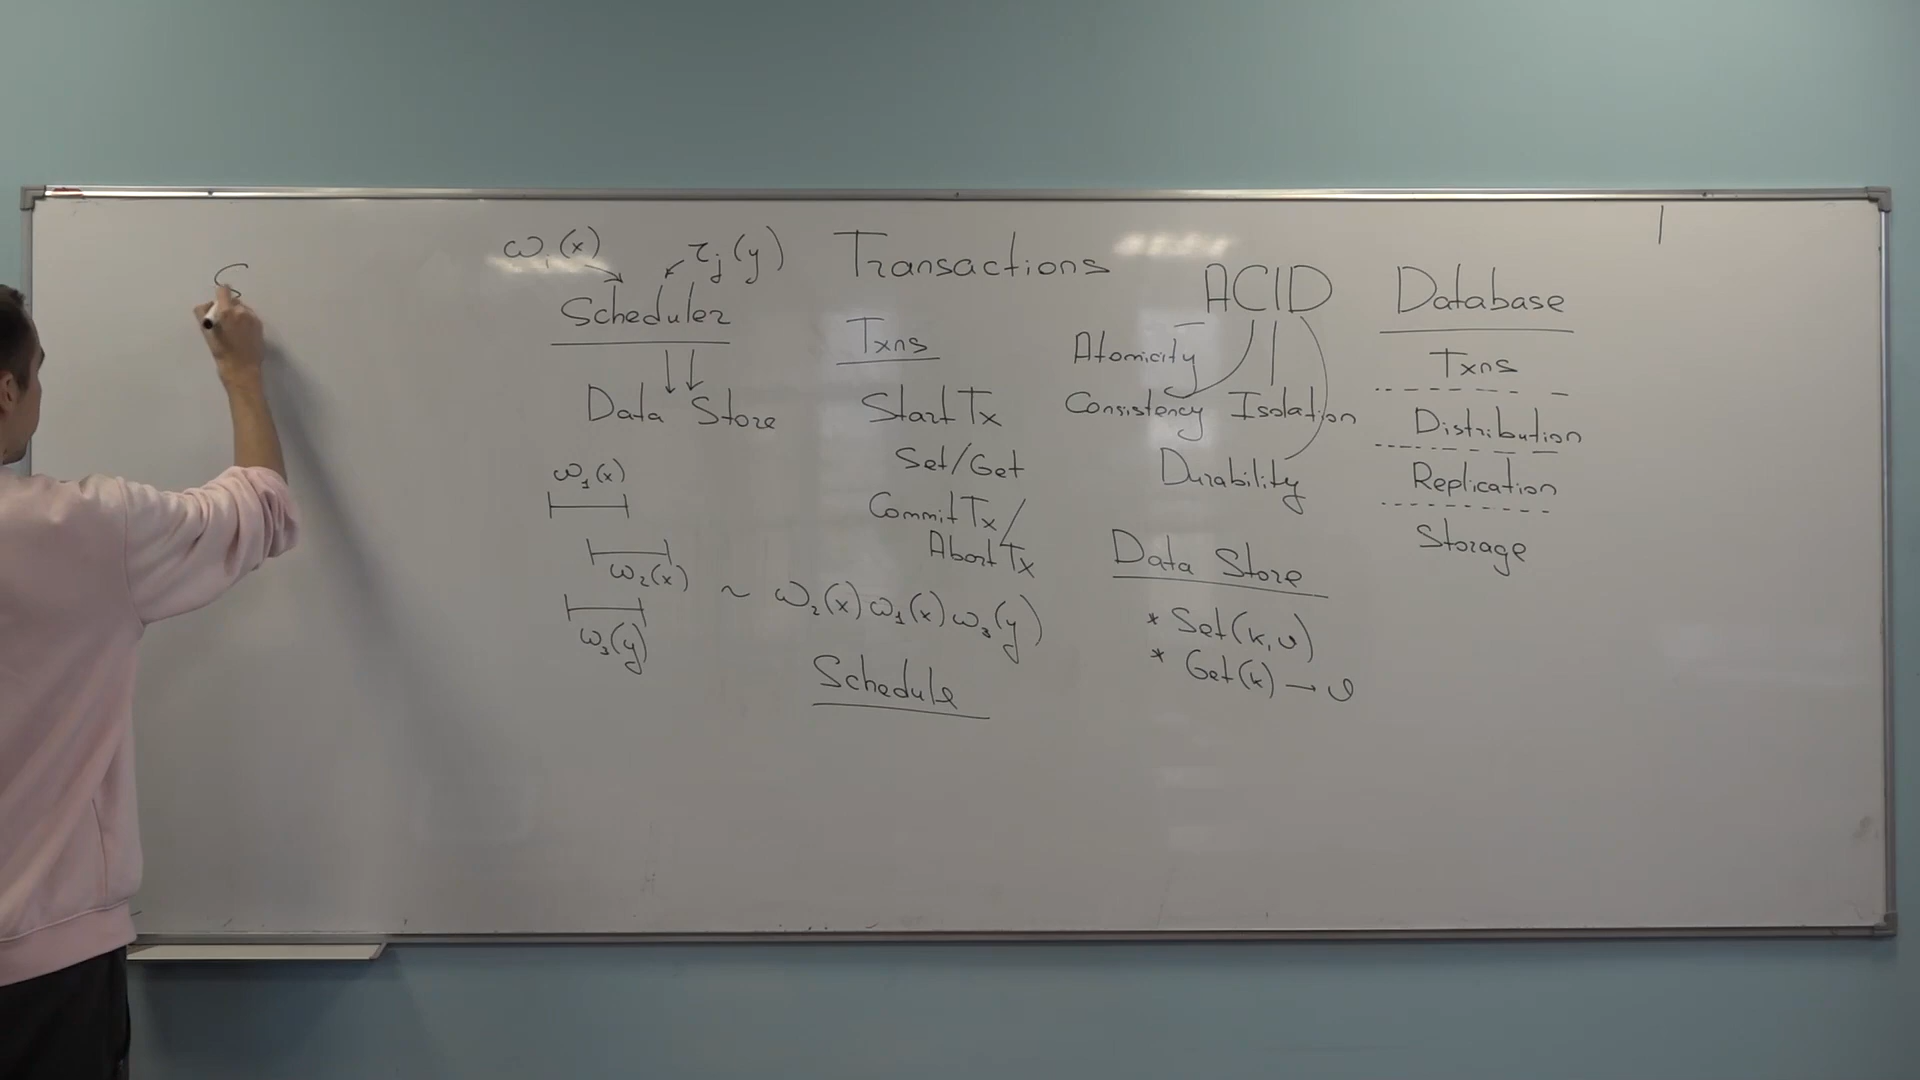 S
ω_i(x) r_j(y)
Scheduler
Data Store
ω_1(x)
ω_2(x)
ω_3(y)
~ ω_2(x) ω_1(x) ω_3(y)
Schedule
Transactions
Txns
Start Tx
Set/Get
Commit Tx /
Abort Tx
ACID
Atomicity
Consistency Isolation
Durability
Data Store
* Set(k, v)
* Get(k) → v
Database
Txns
Distribution
Replication
Storage